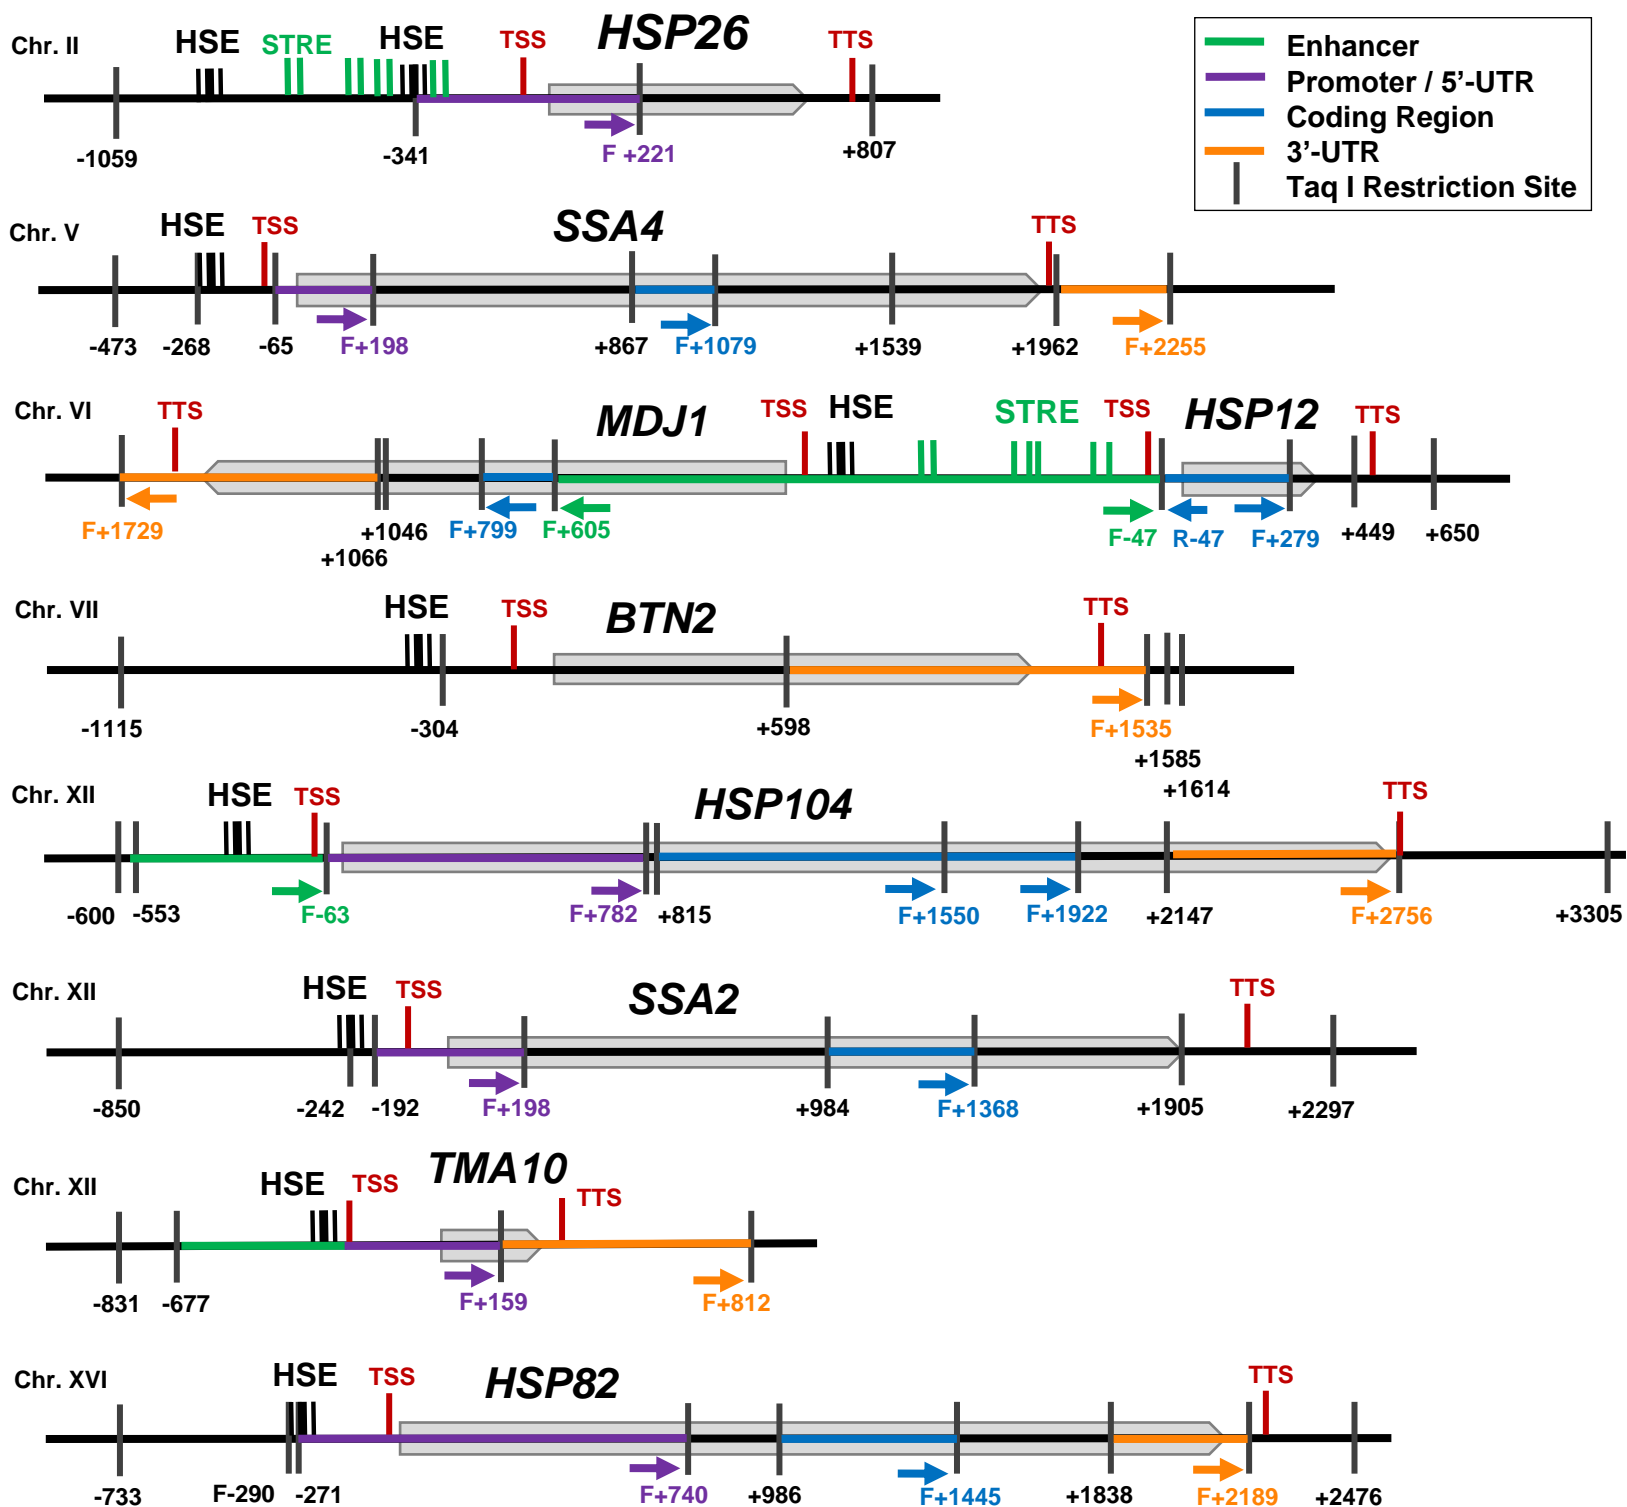 Chr. II
HSE
STRE
HSE
TSS
HSP26
TTS
-1059
-341
F +221
+807
Enhancer
Promoter / 5'-UTR
Coding Region
3'-UTR
Taq I Restriction Site
Chr. V
HSE
TSS
SSA4
TTS
-473
-268
-65
F+198
+867
F+1079
+1539
+1962
F+2255
Chr. VI
TTS
MDJ1
TSS
HSE
STRE
TSS
HSP12
TTS
F+1729
+1066
+1046
F+799
F+605
F-47
R-47
F+279
+449
+650
Chr. VII
HSE
TSS
BTN2
TTS
-1115
-304
+598
F+1535
+1585
+1614
Chr. XII
HSE
TSS
HSP104
TTS
-600
-553
F-63
F+782
+815
F+1550
F+1922
+2147
F+2756
+3305
Chr. XII
HSE
TSS
SSA2
TTS
-850
-242
-192
F+198
+984
F+1368
+1905
+2297
Chr. XII
HSE
TSS
TMA10
TTS
-831
-677
F+159
F+812
Chr. XVI
HSE
TSS
HSP82
TTS
-733
F-290
-271
F+740
+986
F+1445
+1838
F+2189
+2476